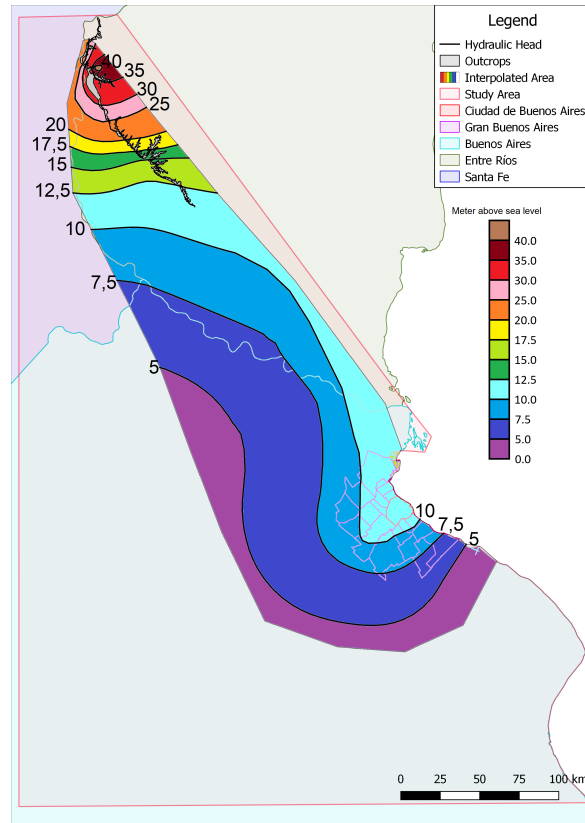 Legend
Hydraulic Head
Outcrops
Interpolated Area
Study Area
Ciudad de Buenos Aires
Gran Buenos Aires
Buenos Aires
Entre Ríos
Santa Fe
40
35
30
25
20
17,5
15
12,5
10
7,5
5
10
7,5
5
Meter above sea level
40.0
35.0
30.0
25.0
20.0
17.5
15.0
12.5
10.0
7.5
5.0
0.0
0 25 50 75 100 km